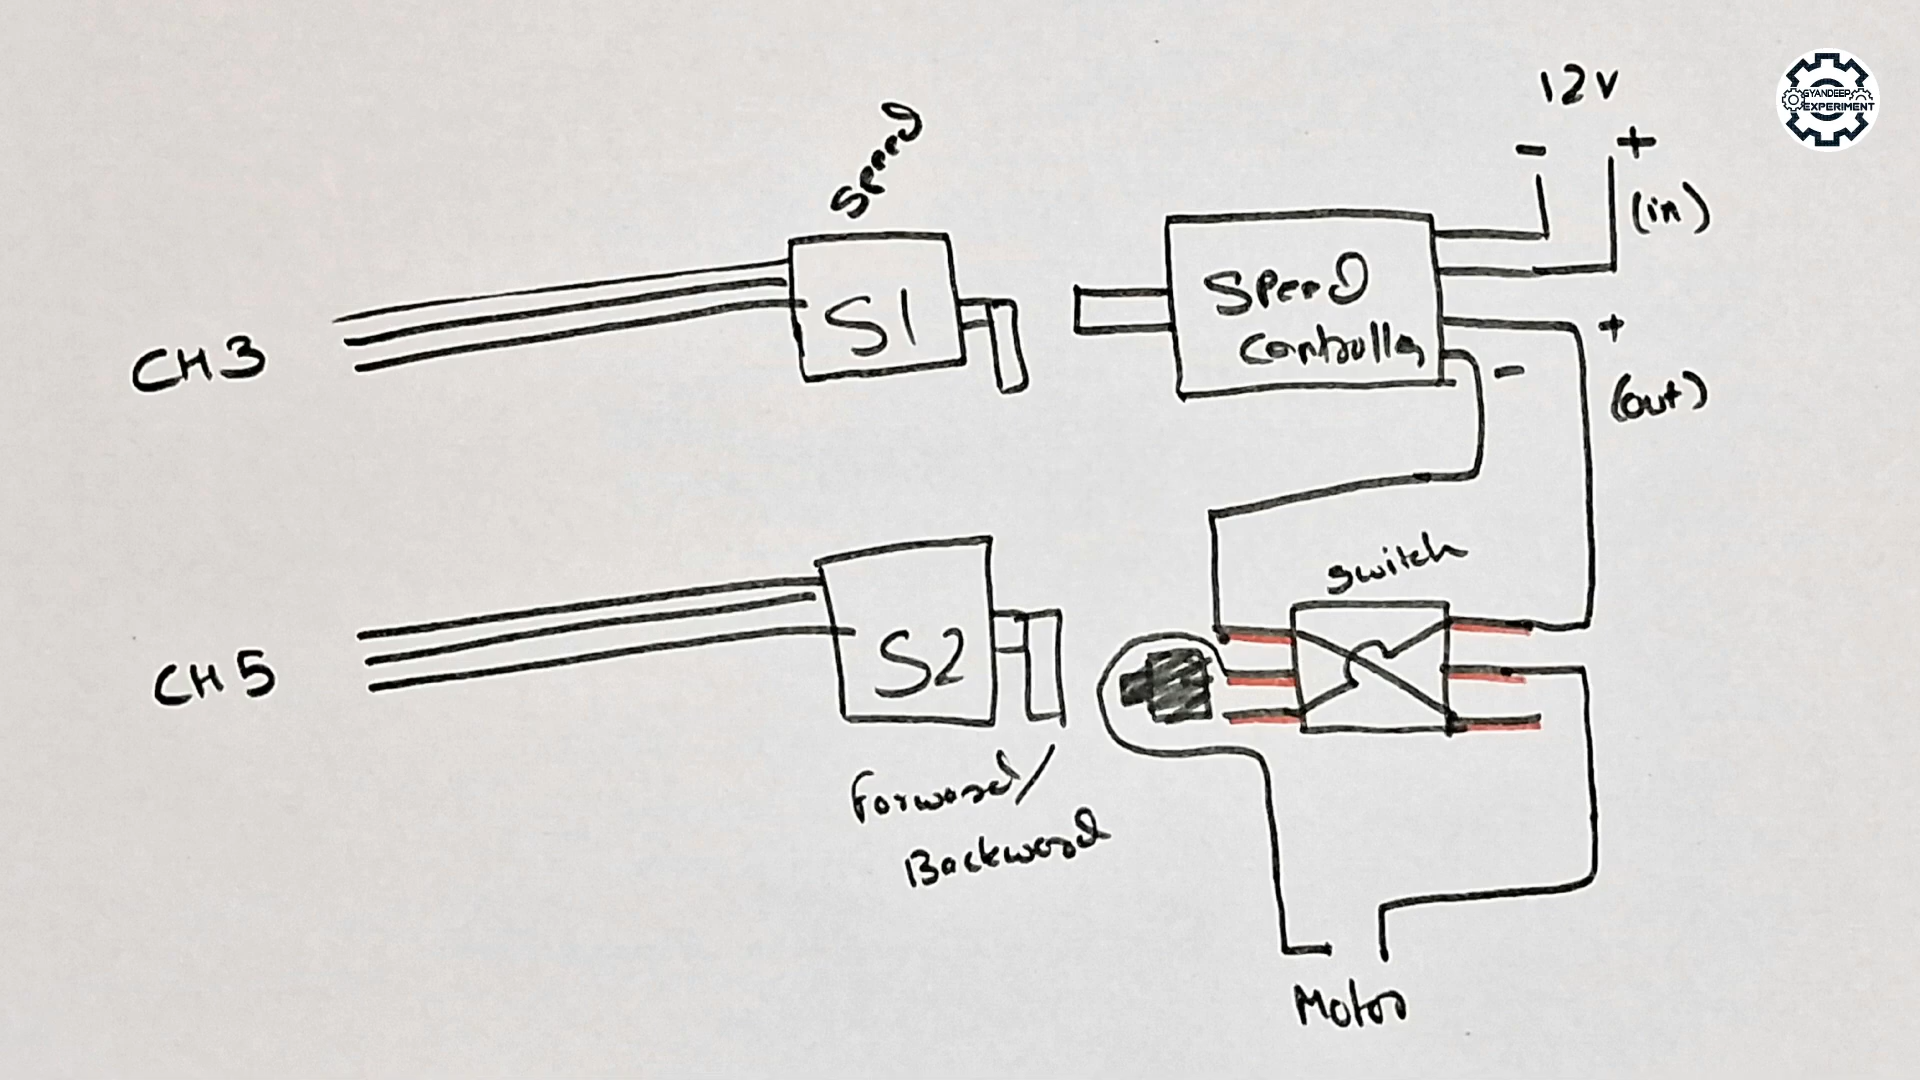 12V
- +
(in)
GYANDEEP
EXPERIMENT
Speed
CH3
S1
Speed
Controller
+
-
(out)
Switch
CH5
S2
Forward/
Backward
Motor